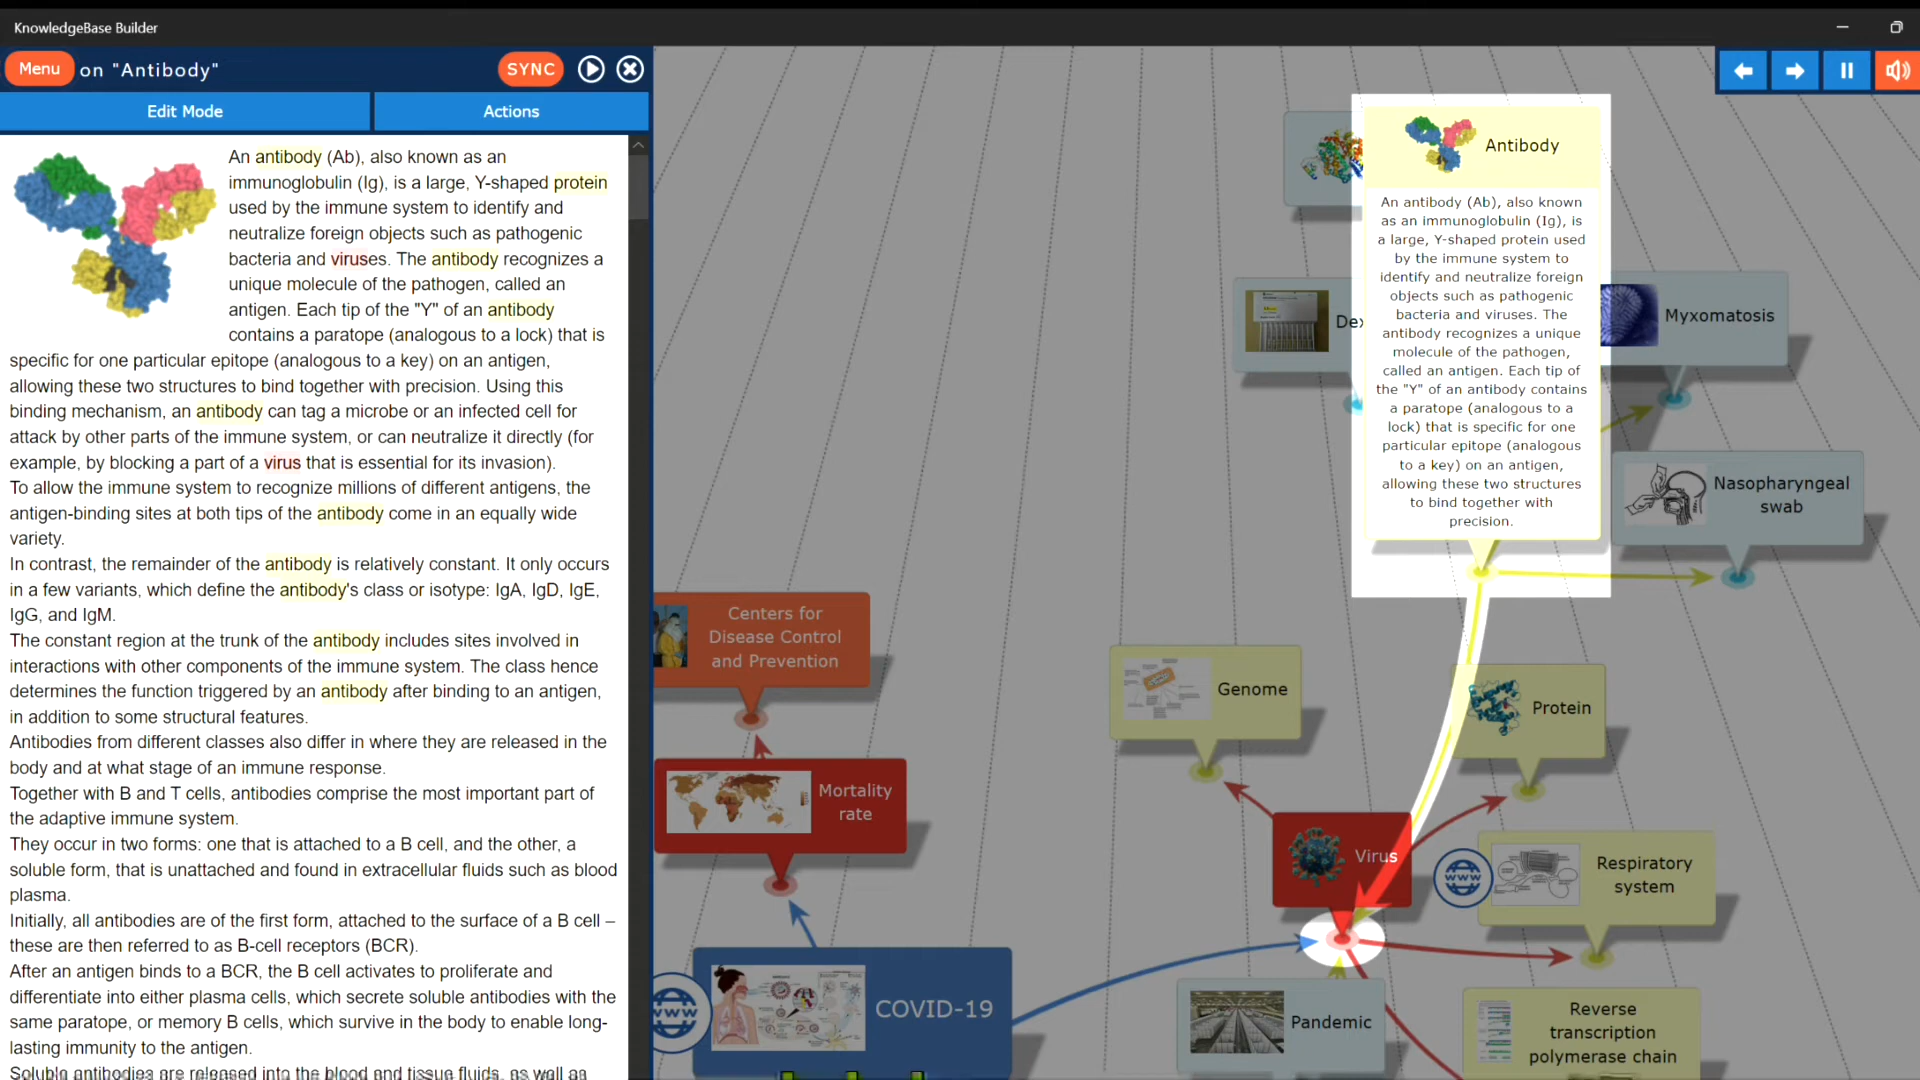 KnowledgeBase Builder
Menu
on "Antibody"
SYNC
Edit Mode
Actions
An antibody (Ab), also known as an
immunoglobulin (Ig), is a large, Y-shaped protein
used by the immune system to identify and
neutralize foreign objects such as pathogenic
bacteria and viruses. The antibody recognizes a
unique molecule of the pathogen, called an
antigen. Each tip of the "Y" of an antibody
contains a paratope (analogous to a lock) that is
specific for one particular epitope (analogous to a key) on an antigen,
allowing these two structures to bind together with precision. Using this
binding mechanism, an antibody can tag a microbe or an infected cell for
attack by other parts of the immune system, or can neutralize it directly (for
example, by blocking a part of a virus that is essential for its invasion).
To allow the immune system to recognize millions of different antigens, the
antigen-binding sites at both tips of the antibody come in an equally wide
variety.
In contrast, the remainder of the antibody is relatively constant. It only occurs
in a few variants, which define the antibody's class or isotype: IgA, IgD, IgE,
IgG, and IgM.
The constant region at the trunk of the antibody includes sites involved in
interactions with other components of the immune system. The class hence
determines the function triggered by an antibody after binding to an antigen,
in addition to some structural features.
Antibodies from different classes also differ in where they are released in the
body and at what stage of an immune response.
Together with B and T cells, antibodies comprise the most important part of
the adaptive immune system.
They occur in two forms: one that is attached to a B cell, and the other, a
soluble form, that is unattached and found in extracellular fluids such as blood
plasma.
Initially, all antibodies are of the first form, attached to the surface of a B cell –
these are then referred to as B-cell receptors (BCR).
After an antigen binds to a BCR, the B cell activates to proliferate and
differentiate into either plasma cells, which secrete soluble antibodies with the
same paratope, or memory B cells, which survive in the body to enable long-
lasting immunity to the antigen.
Soluble antibodies are released into the blood and tissue fluids, as well as
Antibody
An antibody (Ab), also known
as an immunoglobulin (Ig), is
a large, Y-shaped protein used
by the immune system to
identify and neutralize foreign
objects such as pathogenic
bacteria and viruses. The
antibody recognizes a unique
molecule of the pathogen,
called an antigen. Each tip of
the "Y" of an antibody contains
a paratope (analogous to a
lock) that is specific for one
particular epitope (analogous
to a key) on an antigen,
allowing these two structures
to bind together with
precision.
Dex
Myxomatosis
Nasopharyngeal
swab
Centers for
Disease Control
and Prevention
Genome
Protein
Mortality
rate
Virus
WWW
Respiratory
system
WWW
COVID-19
Pandemic
Reverse
transcription
polymerase chain